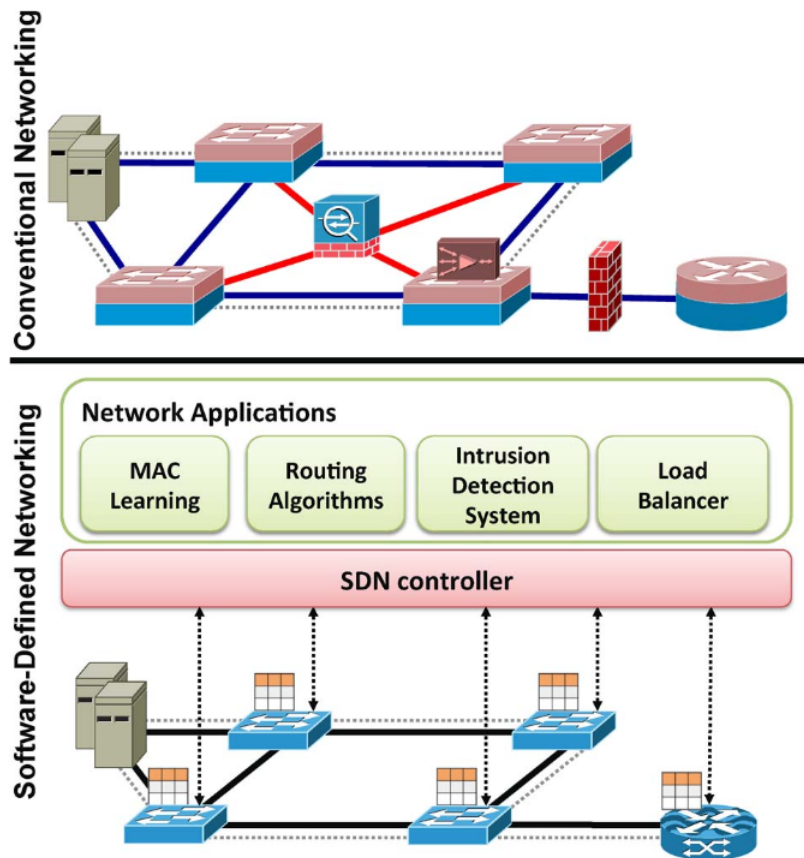 Conventional Networking
Software-Defined Networking
Network Applications
MAC
Learning
Routing
Algorithms
Intrusion
Detection
System
Load
Balancer
SDN controller